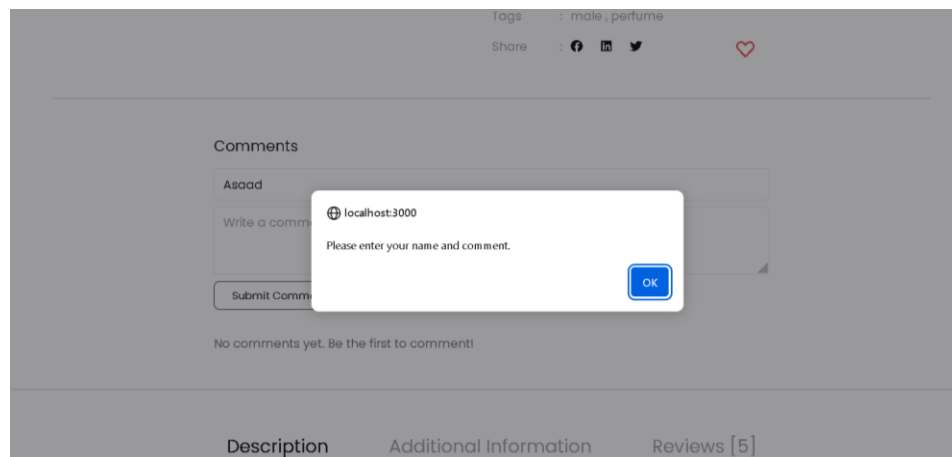 Tags : male , perfume
Share :
Comments
Asaad
localhost:3000
Write a comm
Please enter your name and comment.
OK
Submit Comm
No comments yet. Be the first to comment!
Description Additional Information Reviews [5]